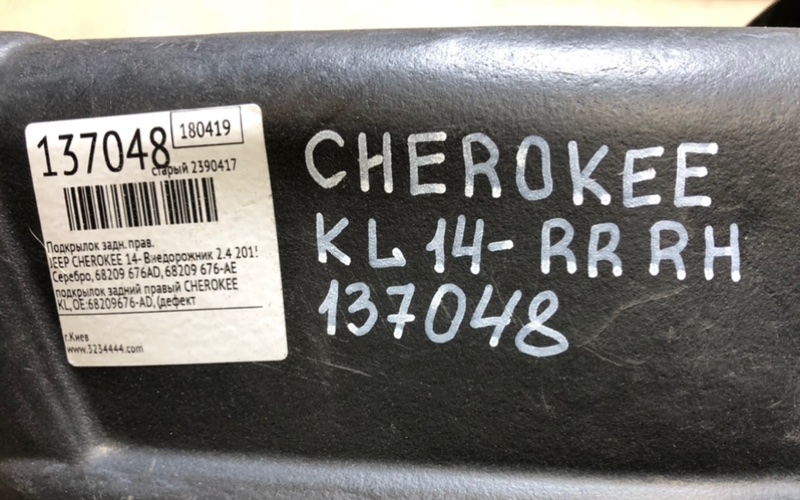 137048
180419
старый 2390417
Подкрылок задн. прав.
JEEP CHEROKEE 14- Внедорожник 2.4 201!
Серебро, 68209 676AD, 68209 676-AE
подкрылок задний правый CHEROKEE
KL, OE:68209676-AD, (дефект
г.Киев
www.3234444.com
CHEROKEE
KL 14- RR RH
137048